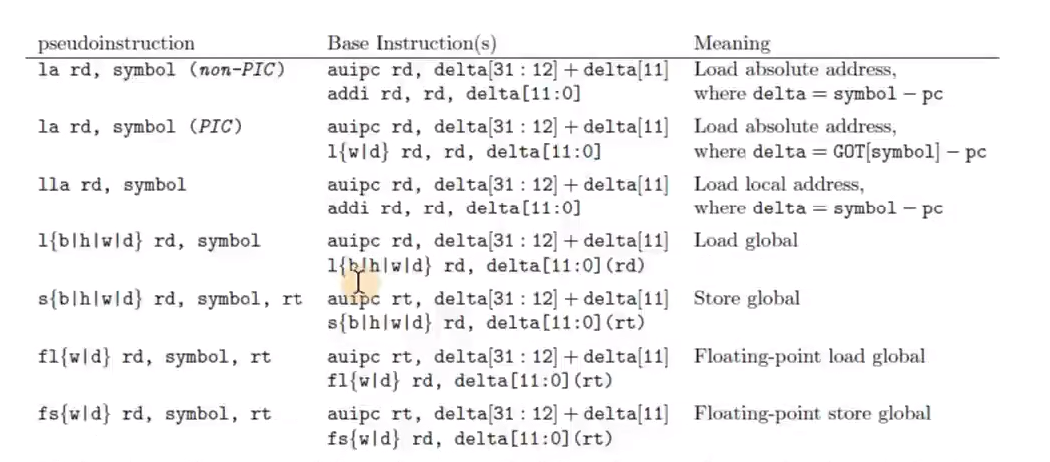 pseudoinstruction Base Instruction(s) Meaning
la rd, symbol (non-PIC) auipc rd, delta[31 : 12] + delta[11] Load absolute address,
addi rd, rd, delta[11:0] where delta = symbol − pc
la rd, symbol (PIC) auipc rd, delta[31 : 12] + delta[11] Load absolute address,
l{w|d} rd, rd, delta[11:0] where delta = GOT[symbol] − pc
lla rd, symbol auipc rd, delta[31 : 12] + delta[11] Load local address,
addi rd, rd, delta[11:0] where delta = symbol − pc
l{b|h|w|d} rd, symbol auipc rd, delta[31 : 12] + delta[11] Load global
l{b|h|w|d} rd, delta[11:0](rd)
s{b|h|w|d} rd, symbol, rt auipc rt, delta[31 : 12] + delta[11] Store global
s{b|h|w|d} rd, delta[11:0](rt)
fl{w|d} rd, symbol, rt auipc rt, delta[31 : 12] + delta[11] Floating-point load global
fl{w|d} rd, delta[11:0](rt)
fs{w|d} rd, symbol, rt auipc rt, delta[31 : 12] + delta[11] Floating-point store global
fs{w|d} rd, delta[11:0](rt)